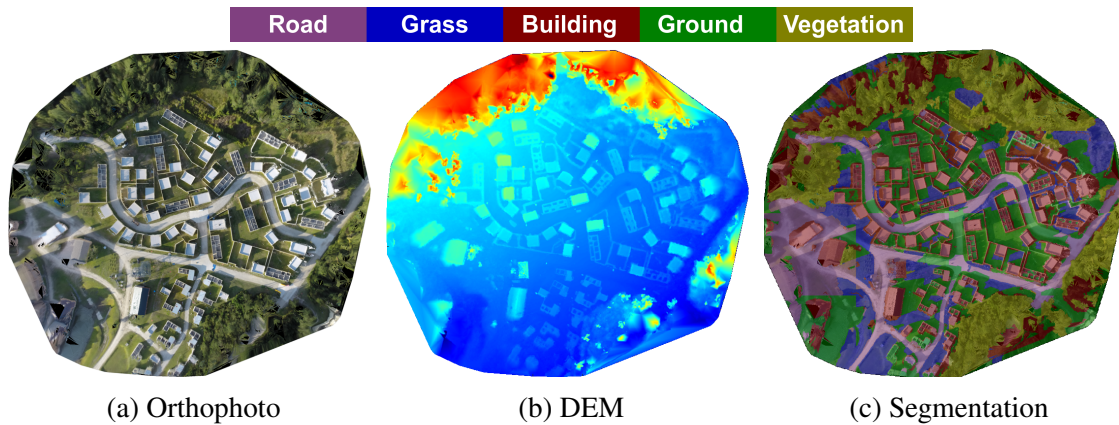 Road Grass Building Ground Vegetation
(a) Orthophoto (b) DEM (c) Segmentation